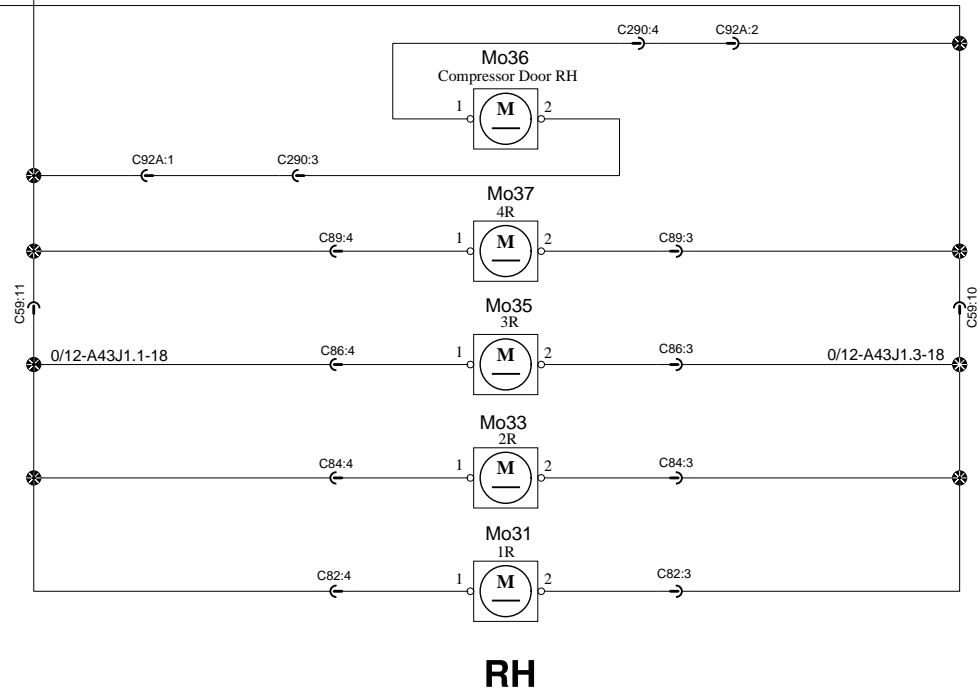 C290:4 C92A:2
Mo36
Compressor Door RH
1 M 2
C92A:1 C290:3
Mo37
4R
C89:4 1 M 2 C89:3
C59:11 C59:10
Mo35
3R
0/12-A43J1.1-18 C86:4 1 M 2 C86:3 0/12-A43J1.3-18
Mo33
2R
C84:4 1 M 2 C84:3
Mo31
1R
C82:4 1 M 2 C82:3
RH